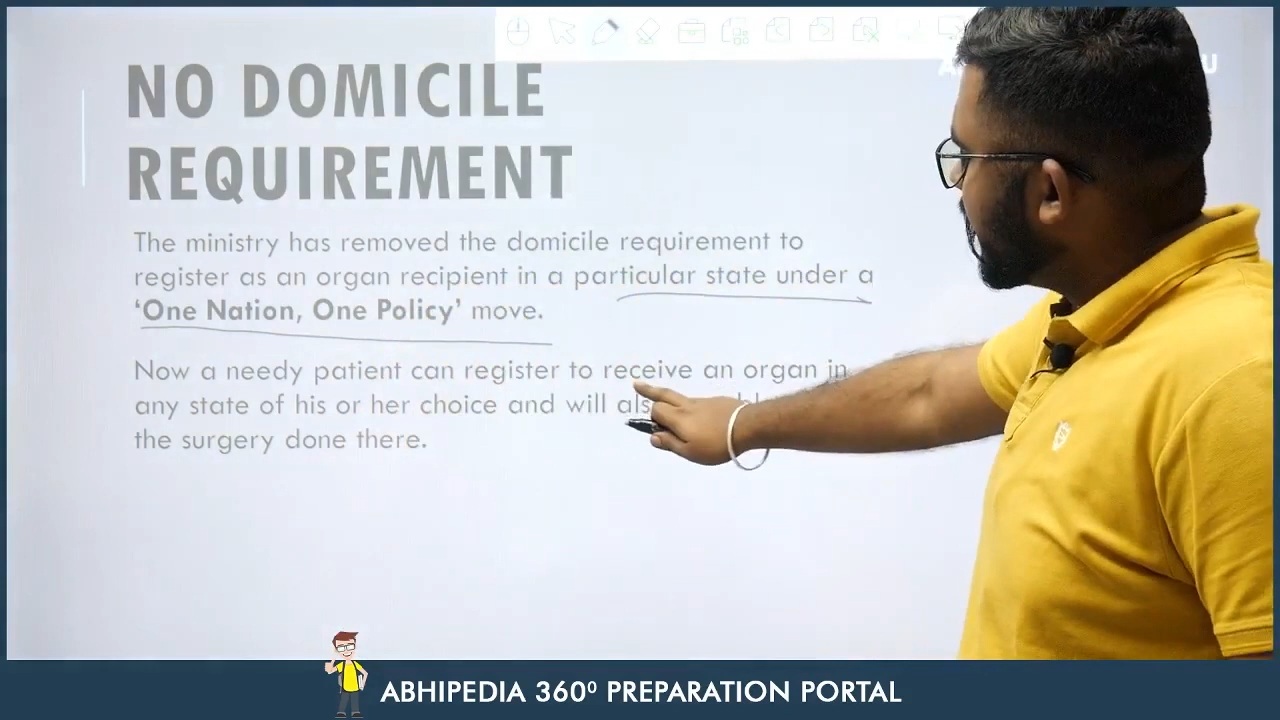 NO DOMICILE
REQUIREMENT
The ministry has removed the domicile requirement to
register as an organ recipient in a particular state under a
‘One Nation, One Policy’ move.
Now a needy patient can register to receive an organ in
any state of his or her choice and will
the surgery done there.
ABHIPEDIA 360⁰ PREPARATION PORTAL